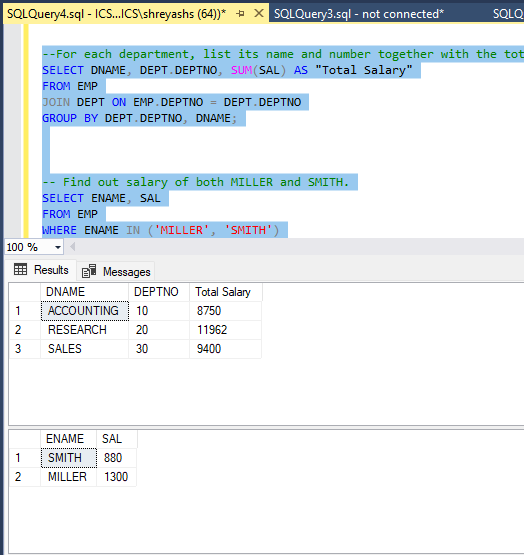 SQLQuery4.sql - ICS...ICS\shreyashs (64))* SQLQuery3.sql - not connected* SQLQ
--For each department, list its name and number together with the tot
SELECT DNAME, DEPT.DEPTNO, SUM(SAL) AS "Total Salary"
FROM EMP
JOIN DEPT ON EMP.DEPTNO = DEPT.DEPTNO
GROUP BY DEPT.DEPTNO, DNAME;
-- Find out salary of both MILLER and SMITH.
SELECT ENAME, SAL
FROM EMP
WHERE ENAME IN ('MILLER', 'SMITH')
100 %
Results Messages
DNAME DEPTNO Total Salary
1 ACCOUNTING 10 8750
2 RESEARCH 20 11962
3 SALES 30 9400
ENAME SAL
1 SMITH 880
2 MILLER 1300